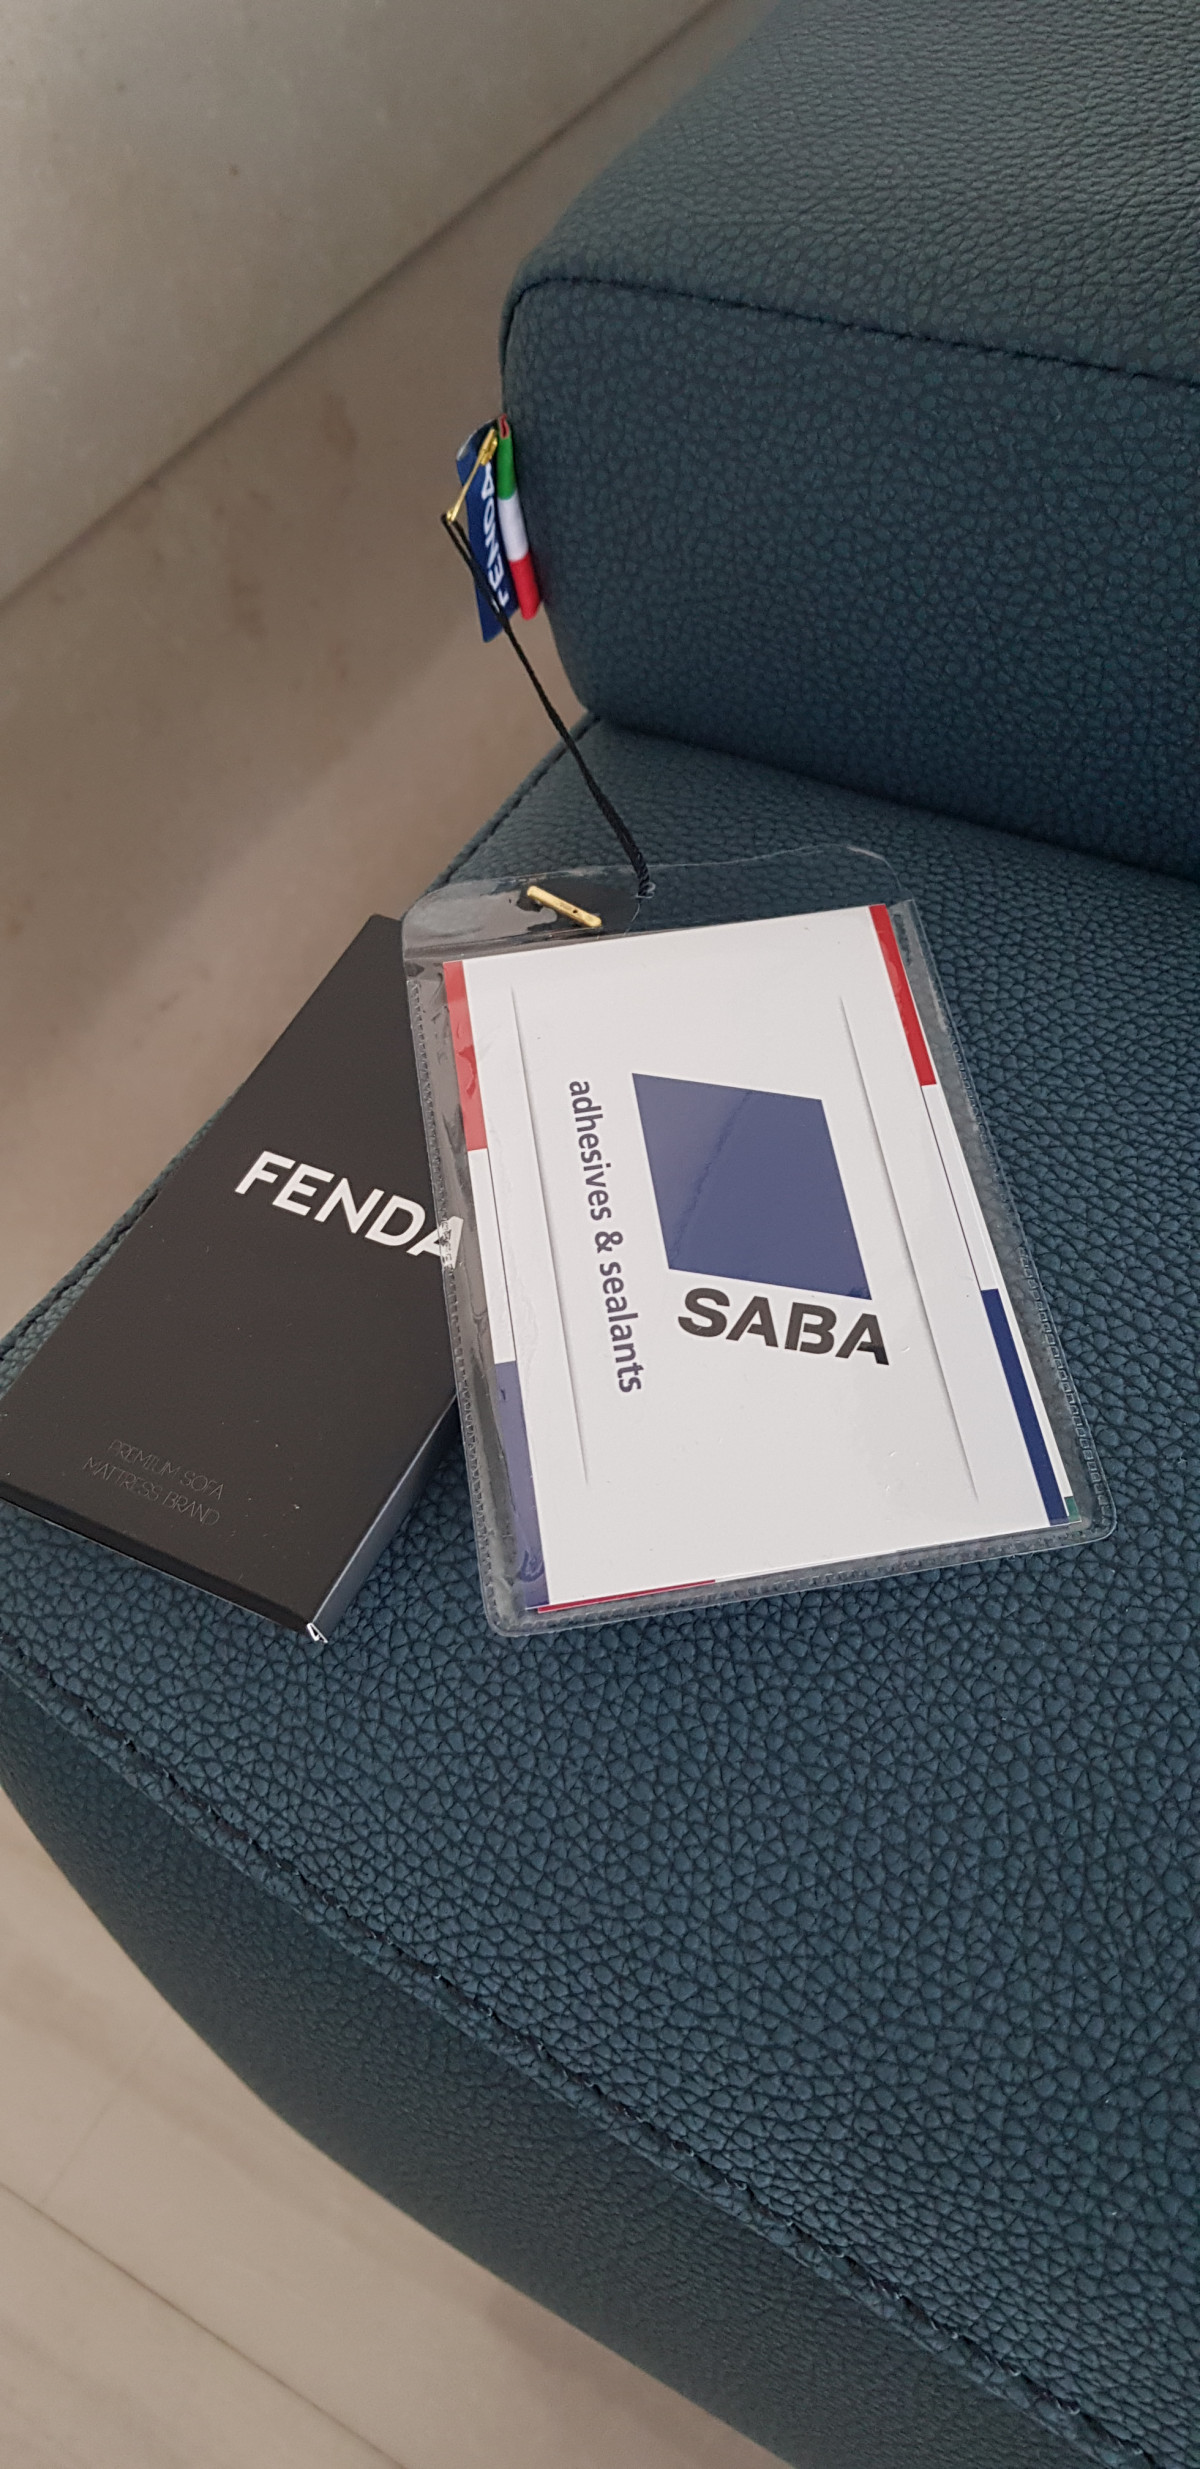 FENDA
FENDA
PREMIUM SOFA
MATTRESS BRAND
SABA
adhesives & sealants